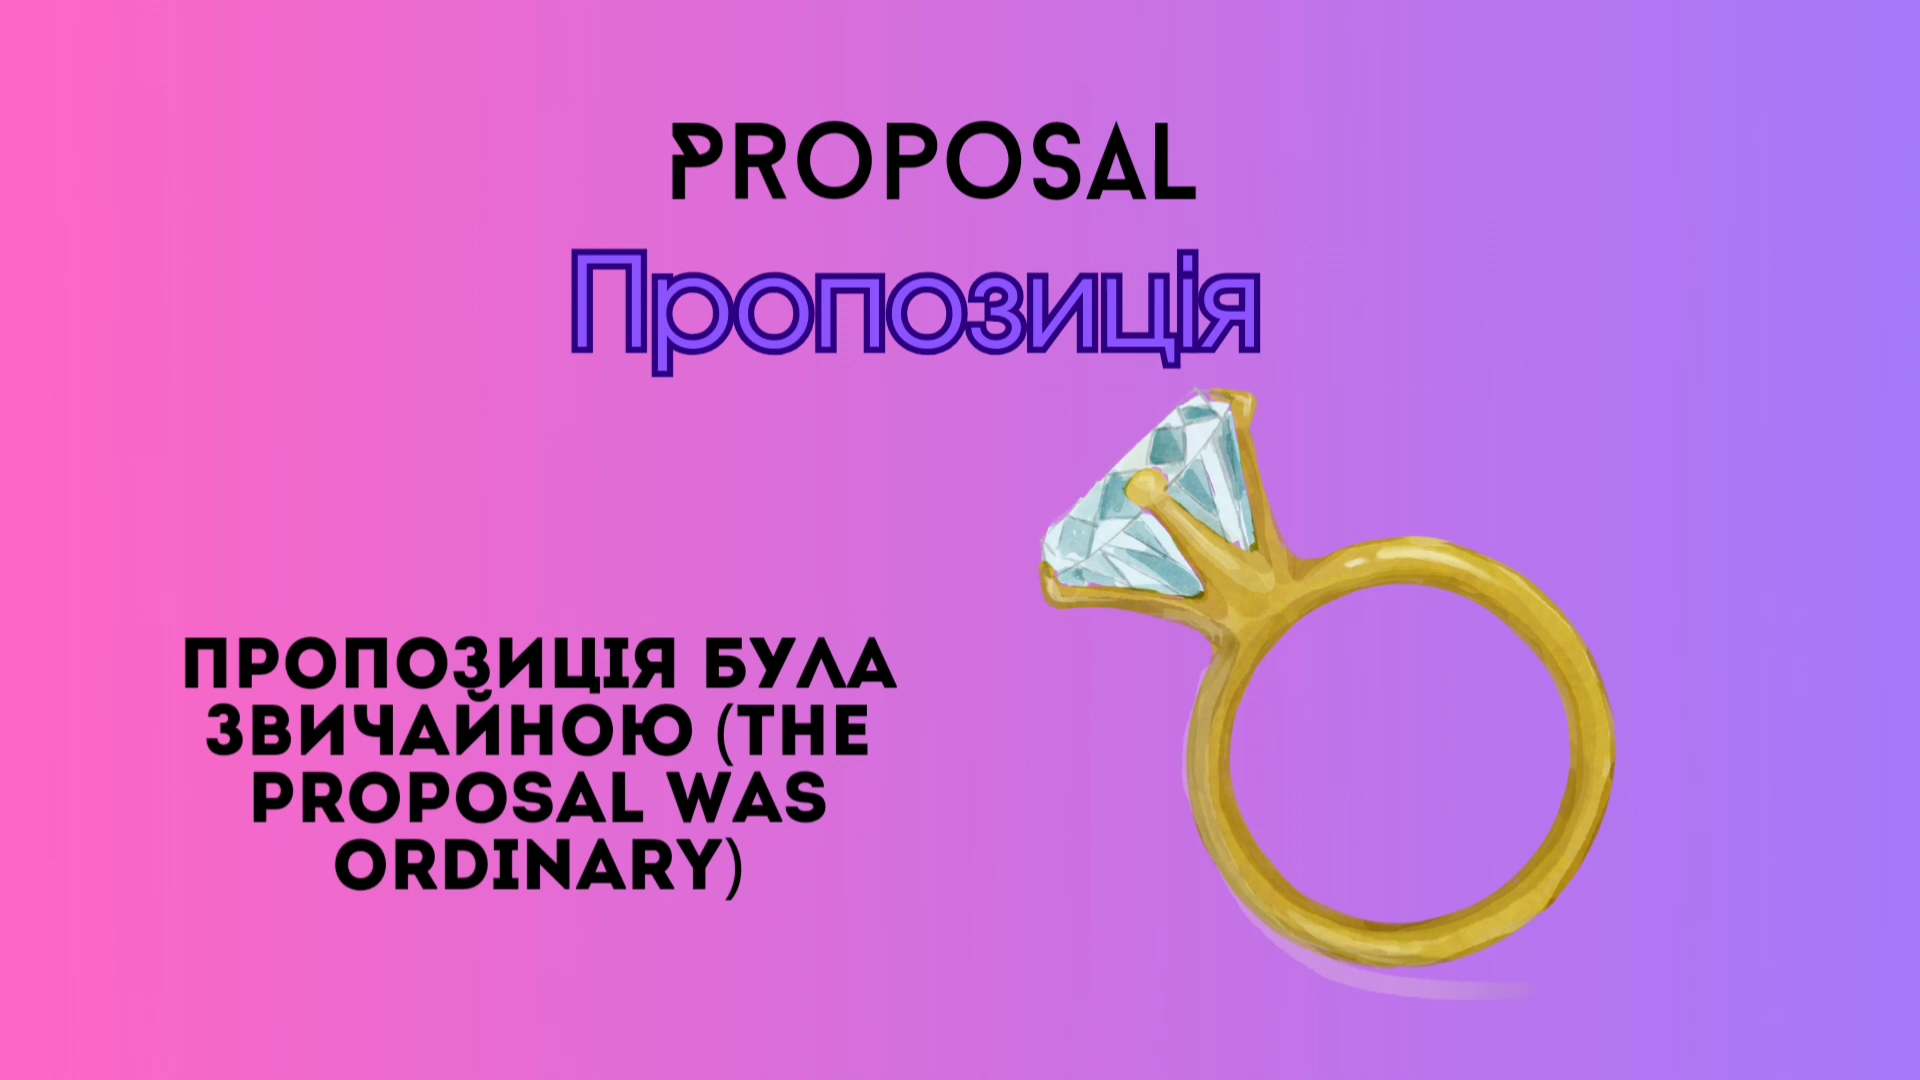 PROPOSAL
Пропозиція
ПРОПОЗИЦІЯ БУЛА
ЗВИЧАЙНОЮ (THE
PROPOSAL WAS
ORDINARY)